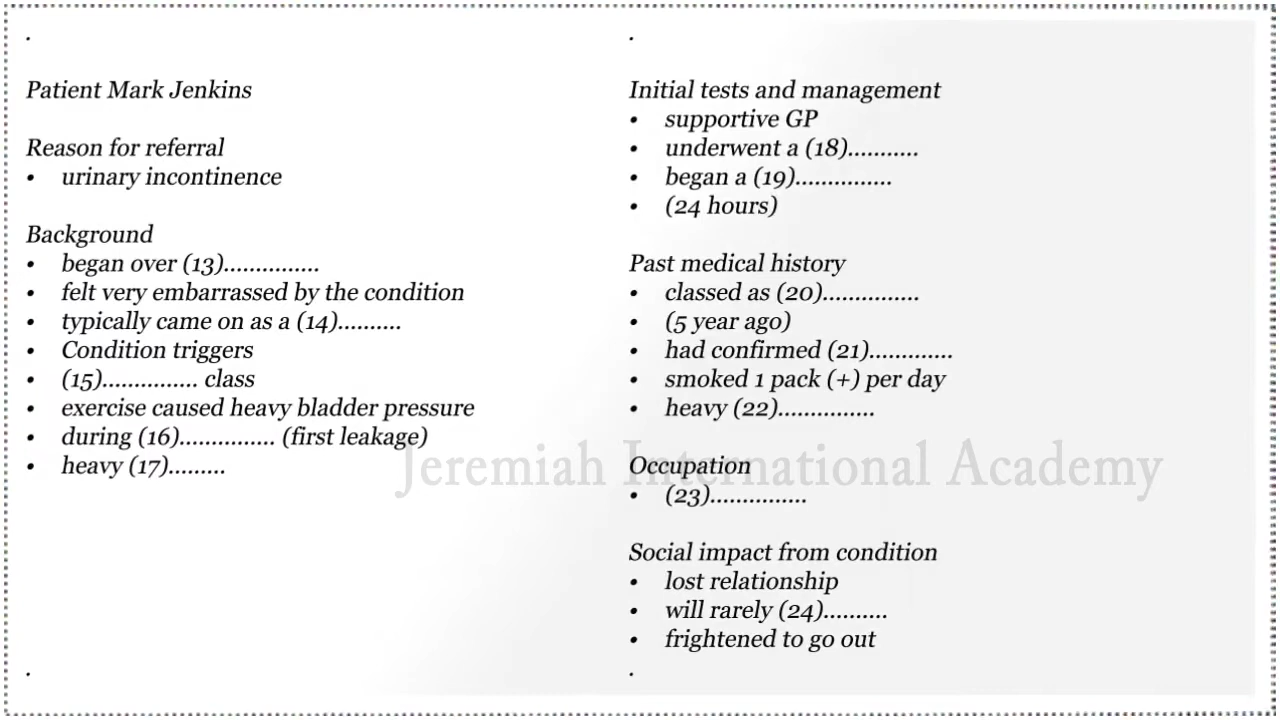 Patient Mark Jenkins
Reason for referral
• urinary incontinence
Background
• began over (13)...............
• felt very embarrassed by the condition
• typically came on as a (14)..........
• Condition triggers
• (15)............... class
• exercise caused heavy bladder pressure
• during (16)............... (first leakage)
• heavy (17).........
Initial tests and management
• supportive GP
• underwent a (18)...........
• began a (19)...............
• (24 hours)
Past medical history
• classed as (20)...............
• (5 year ago)
• had confirmed (21).............
• smoked 1 pack (+) per day
• heavy (22)...............
Occupation
• (23)...............
Social impact from condition
• lost relationship
• will rarely (24)..........
• frightened to go out
Jeremiah International Academy